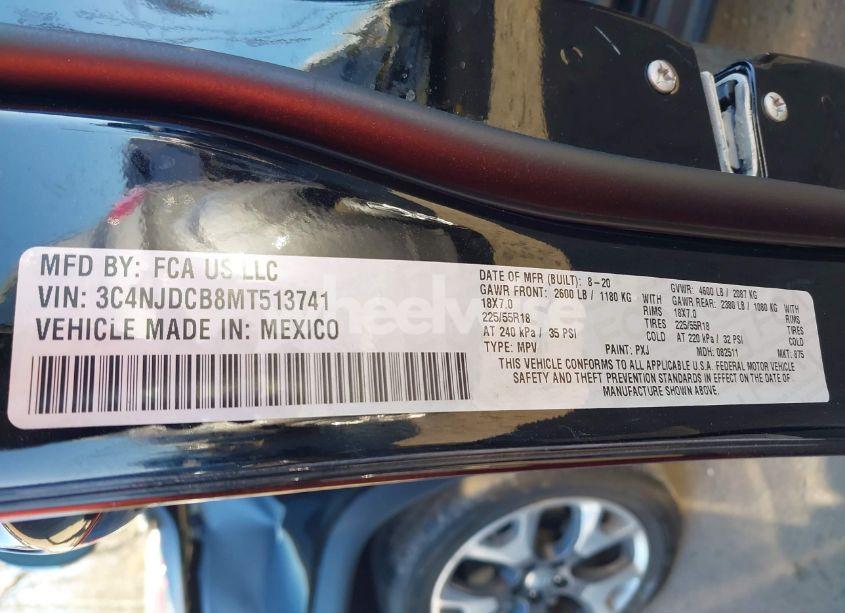 MFD BY: FCA US LLC
VIN: 3C4NJDCB8MT513741
VEHICLE MADE IN: MEXICO
DATE OF MFR (BUILT): 8-20 GVWR: 4600 LB / 2087 KG
GAWR FRONT: 2600 LB / 1180 KG GAWR REAR: 2380 LB / 1080 KG
18X7.0 RIMS 18X7.0
225/55R18 TIRES 225/55R18
AT 240 kPa / 35 PSI COLD AT 220 kPa / 32 PSI
TYPE: MPV PAINT: PXJ MDH: 082511 MKT: 875
RIMS
TIRES
COLD
THIS VEHICLE CONFORMS TO ALL APPLICABLE U.S.A. FEDERAL MOTOR VEHICLE
SAFETY AND THEFT PREVENTION STANDARDS IN EFFECT ON THE DATE OF
MANUFACTURE SHOWN ABOVE.